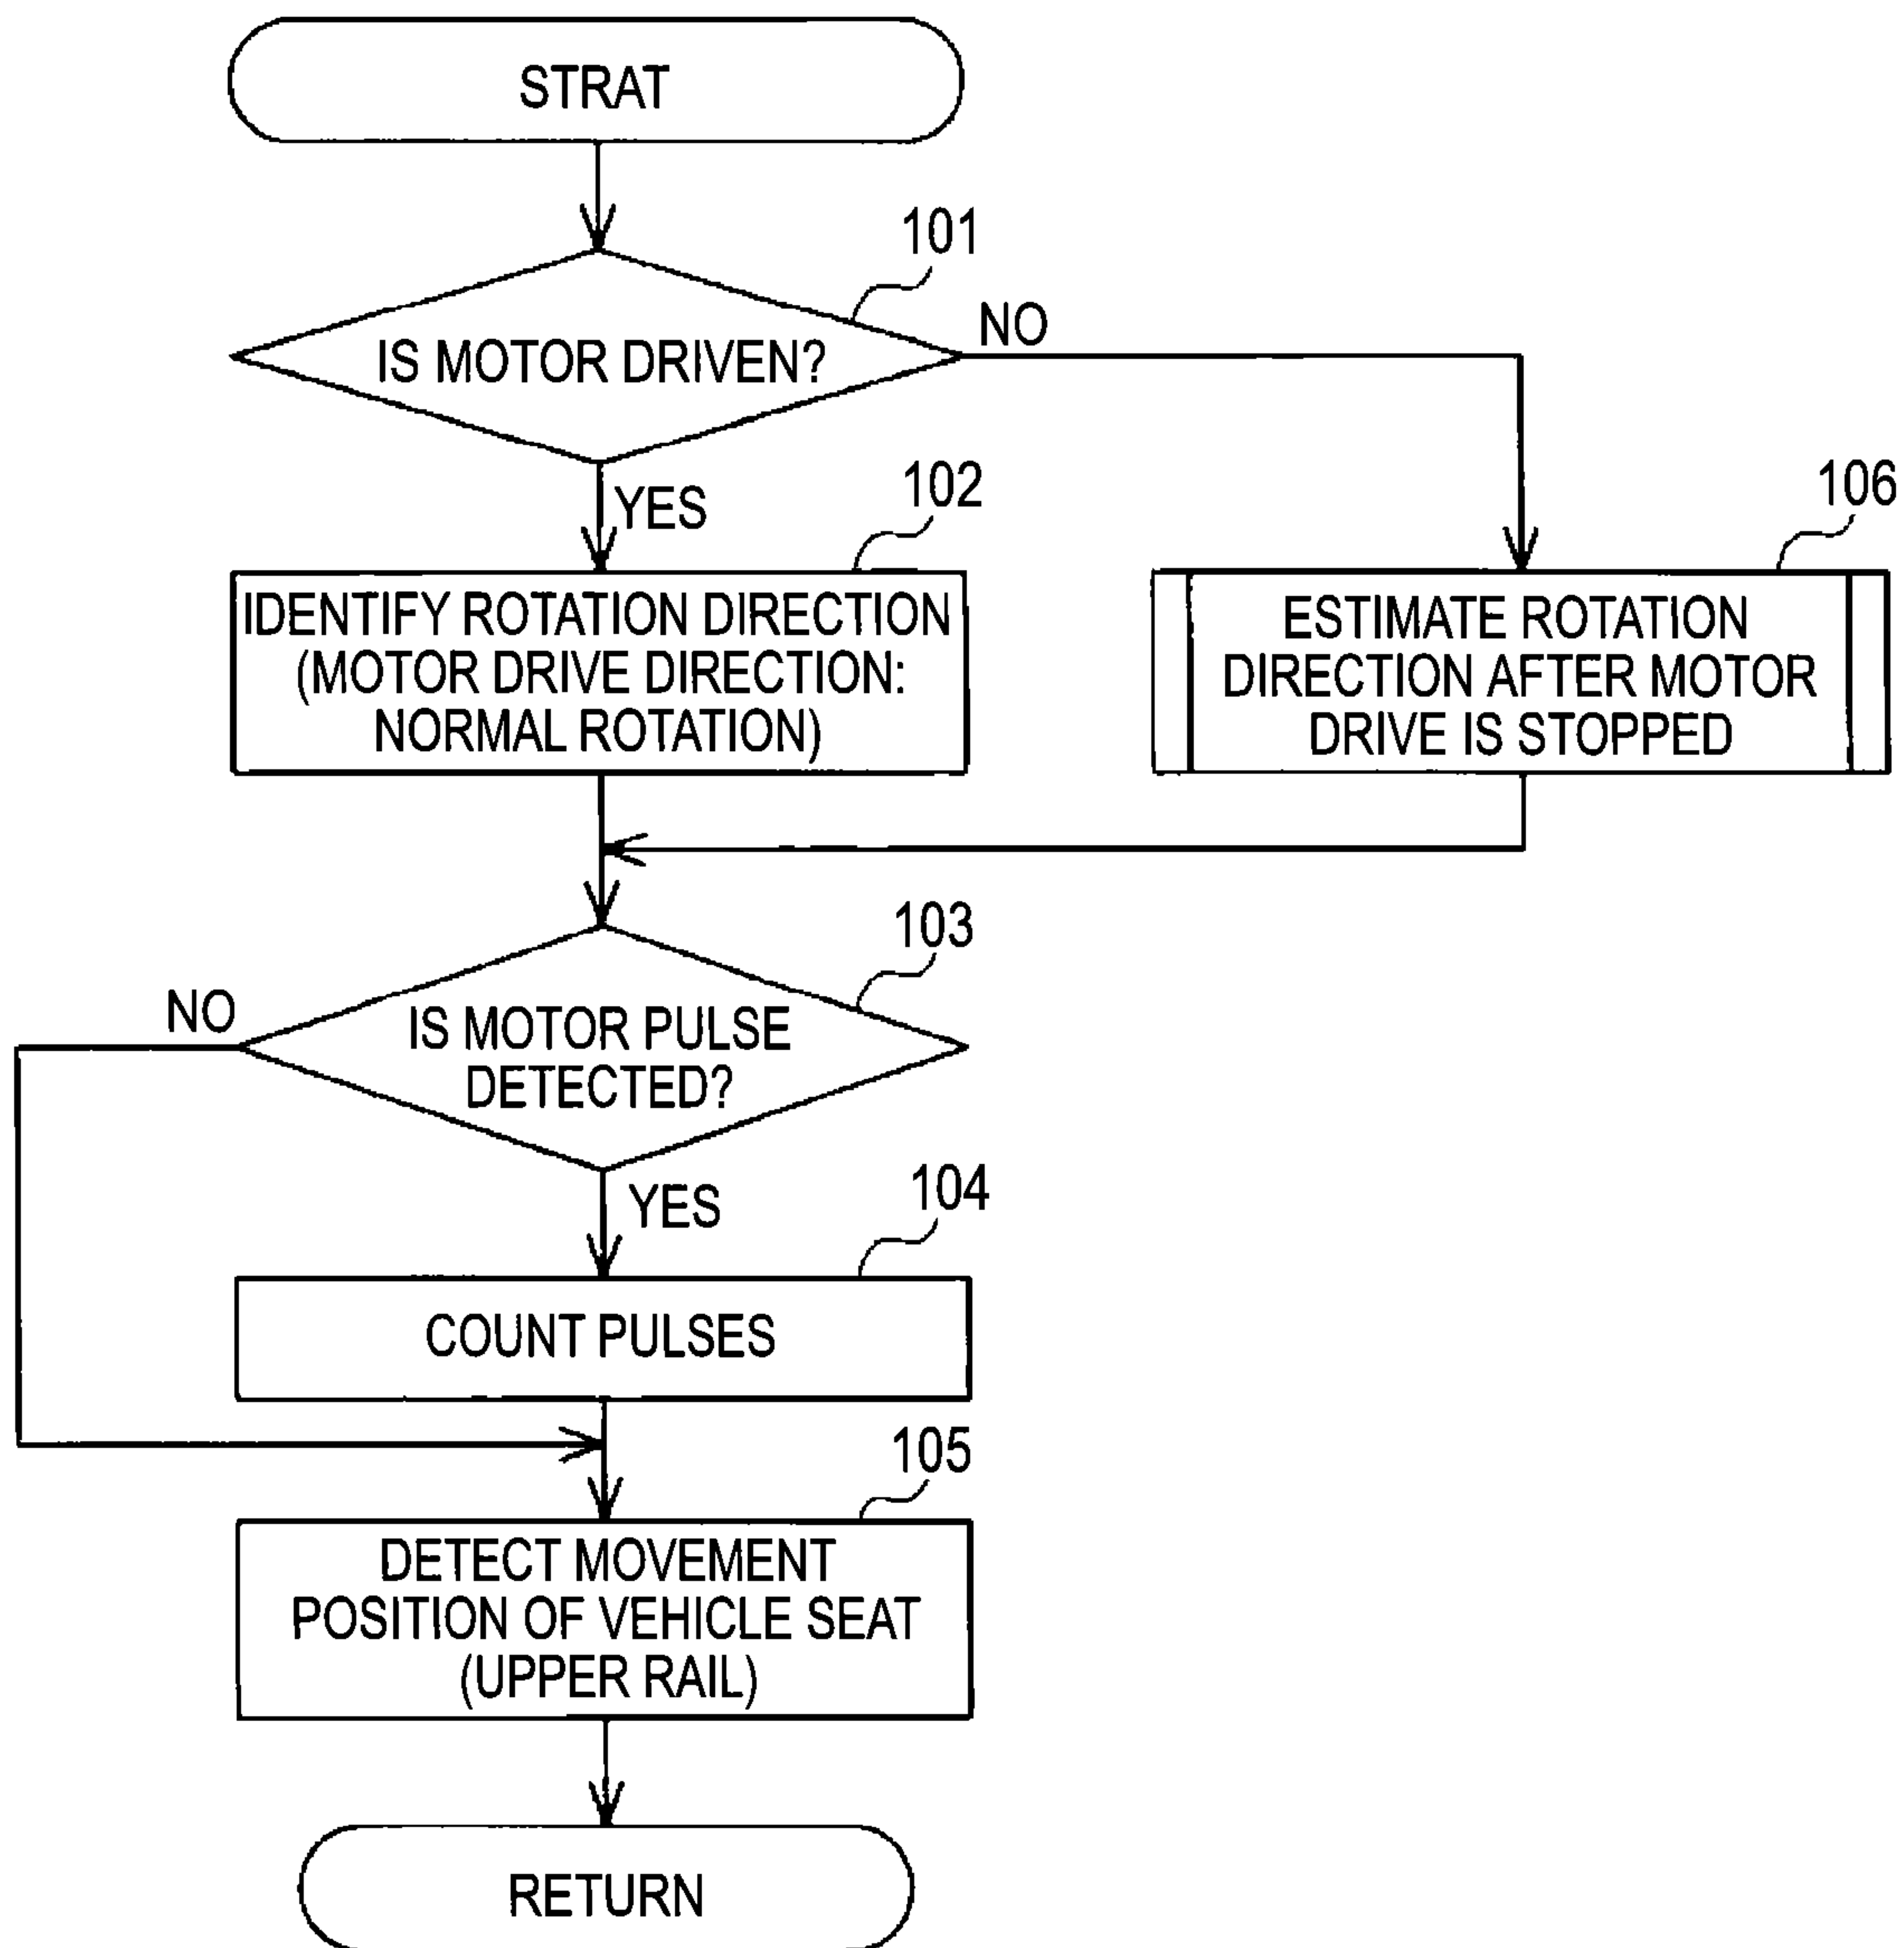 STRAT
101
IS MOTOR DRIVEN?
NO
YES
102
IDENTIFY ROTATION DIRECTION
(MOTOR DRIVE DIRECTION:
NORMAL ROTATION)
106
ESTIMATE ROTATION
DIRECTION AFTER MOTOR
DRIVE IS STOPPED
103
NO
IS MOTOR PULSE
DETECTED?
YES
104
COUNT PULSES
105
DETECT MOVEMENT
POSITION OF VEHICLE SEAT
(UPPER RAIL)
RETURN